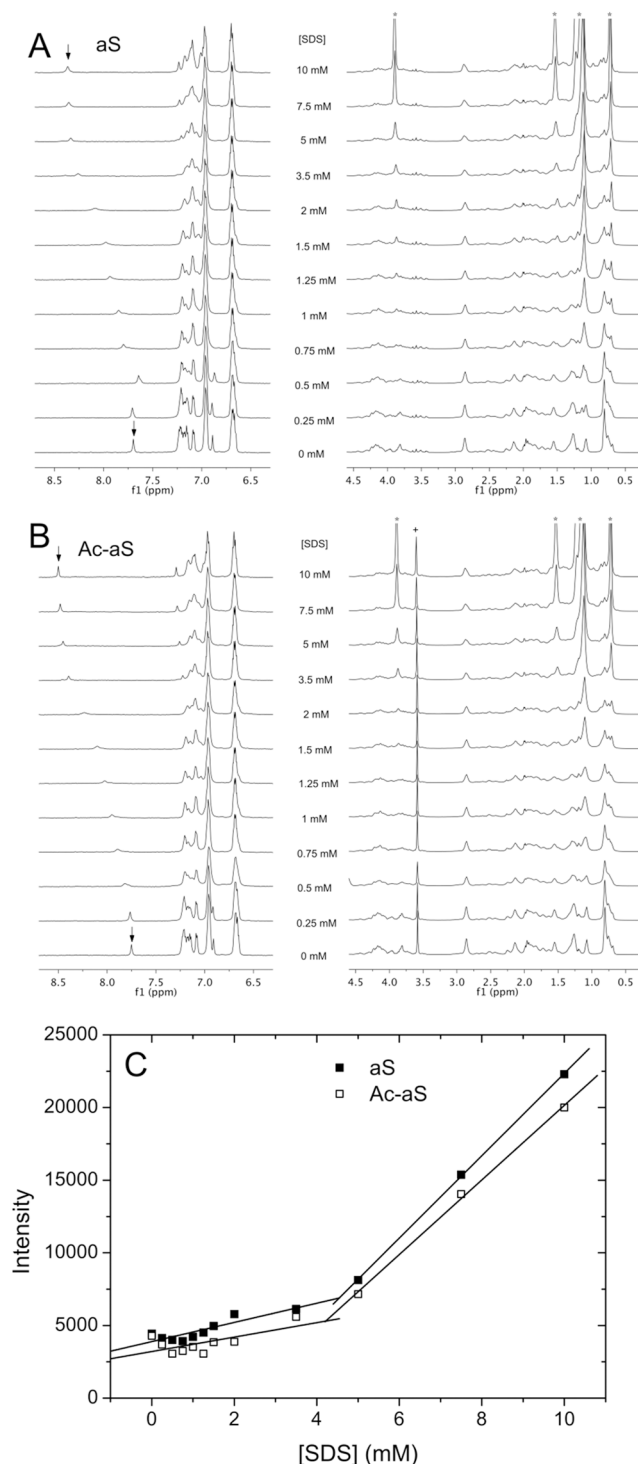 A aS
[SDS]
10 mM
7.5 mM
5 mM
3.5 mM
2 mM
1.5 mM
1.25 mM
1 mM
0.75 mM
0.5 mM
0.25 mM
0 mM
* * * *
8.5 8.0 7.5 7.0 6.5
f1 (ppm)
4.5 4.0 3.5 3.0 2.5 2.0 1.5 1.0 0.5
f1 (ppm)
B Ac-aS
[SDS]
10 mM
7.5 mM
5 mM
3.5 mM
2 mM
1.5 mM
1.25 mM
1 mM
0.75 mM
0.5 mM
0.25 mM
0 mM
* + * * *
8.5 8.0 7.5 7.0 6.5
f1 (ppm)
4.5 4.0 3.5 3.0 2.5 2.0 1.5 1.0 0.5
f1 (ppm)
C
aS
Ac-aS
25000
20000
15000
10000
5000
0
Intensity
0 2 4 6 8 10
[SDS] (mM)